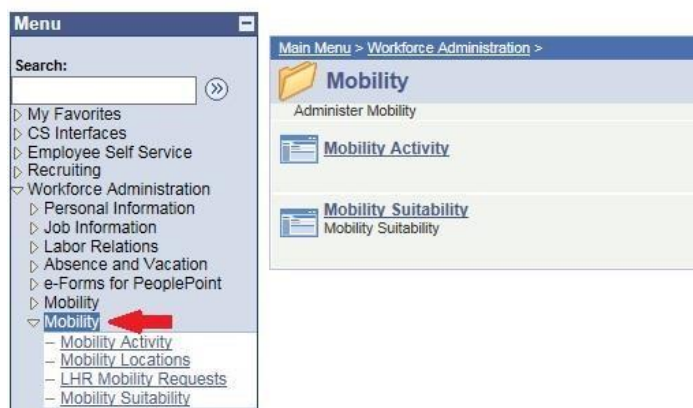 Menu
Search:
My Favorites
CS Interfaces
Employee Self Service
Recruiting
Workforce Administration
Personal Information
Job Information
Labor Relations
Absence and Vacation
e-Forms for PeoplePoint
Mobility
Mobility
– Mobility Activity
– Mobility Locations
– LHR Mobility Requests
– Mobility Suitability
Main Menu > Workforce Administration >
Mobility
Administer Mobility
Mobility Activity
Mobility Suitability
Mobility Suitability